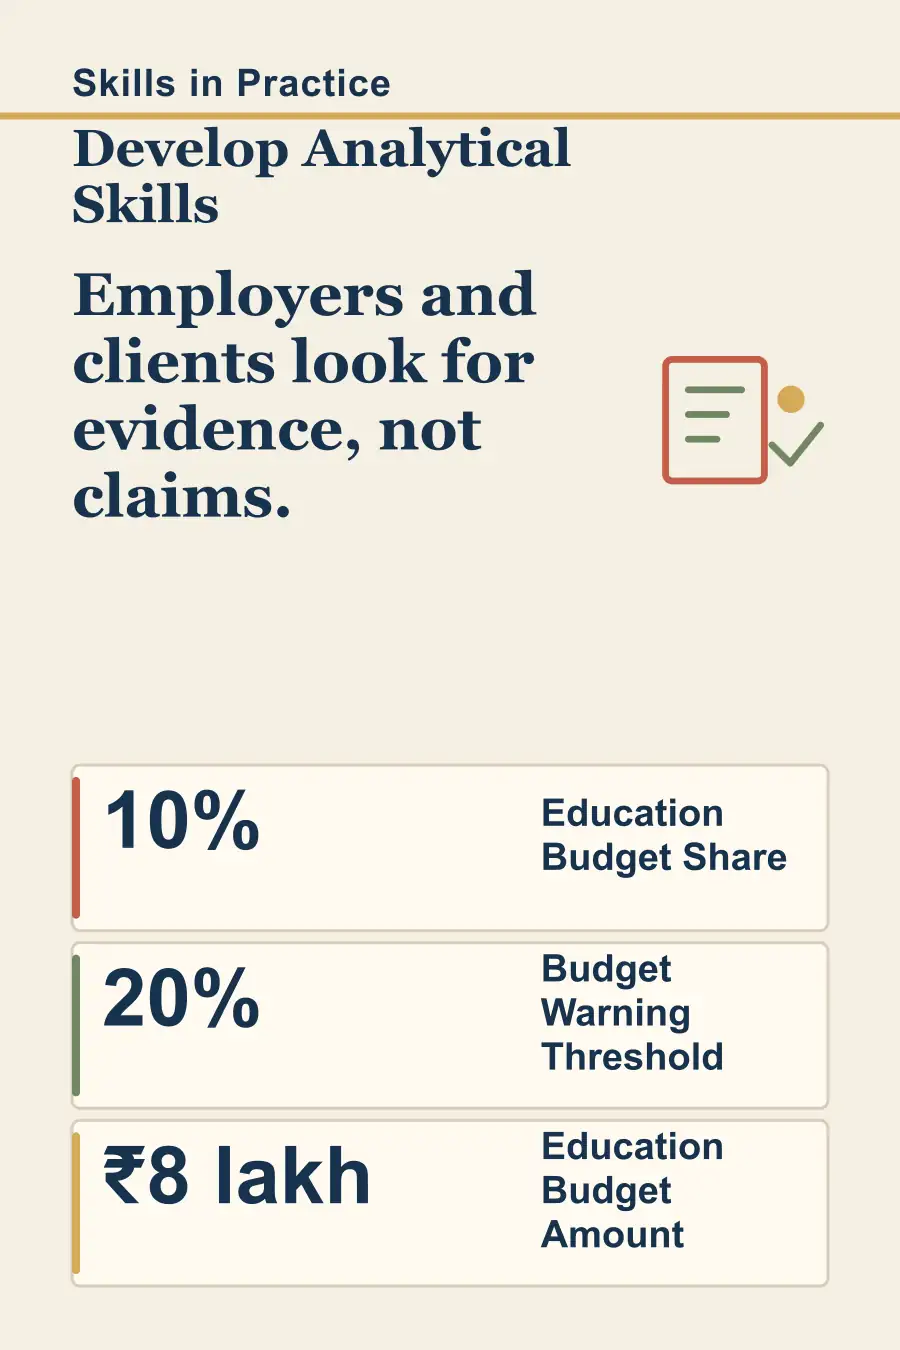 Skills in Practice
Develop Analytical
Skills
Employers and
clients look for
evidence, not
claims.
10%
Education
Budget Share
20%
Budget
Warning
Threshold
₹8 lakh
Education
Budget
Amount